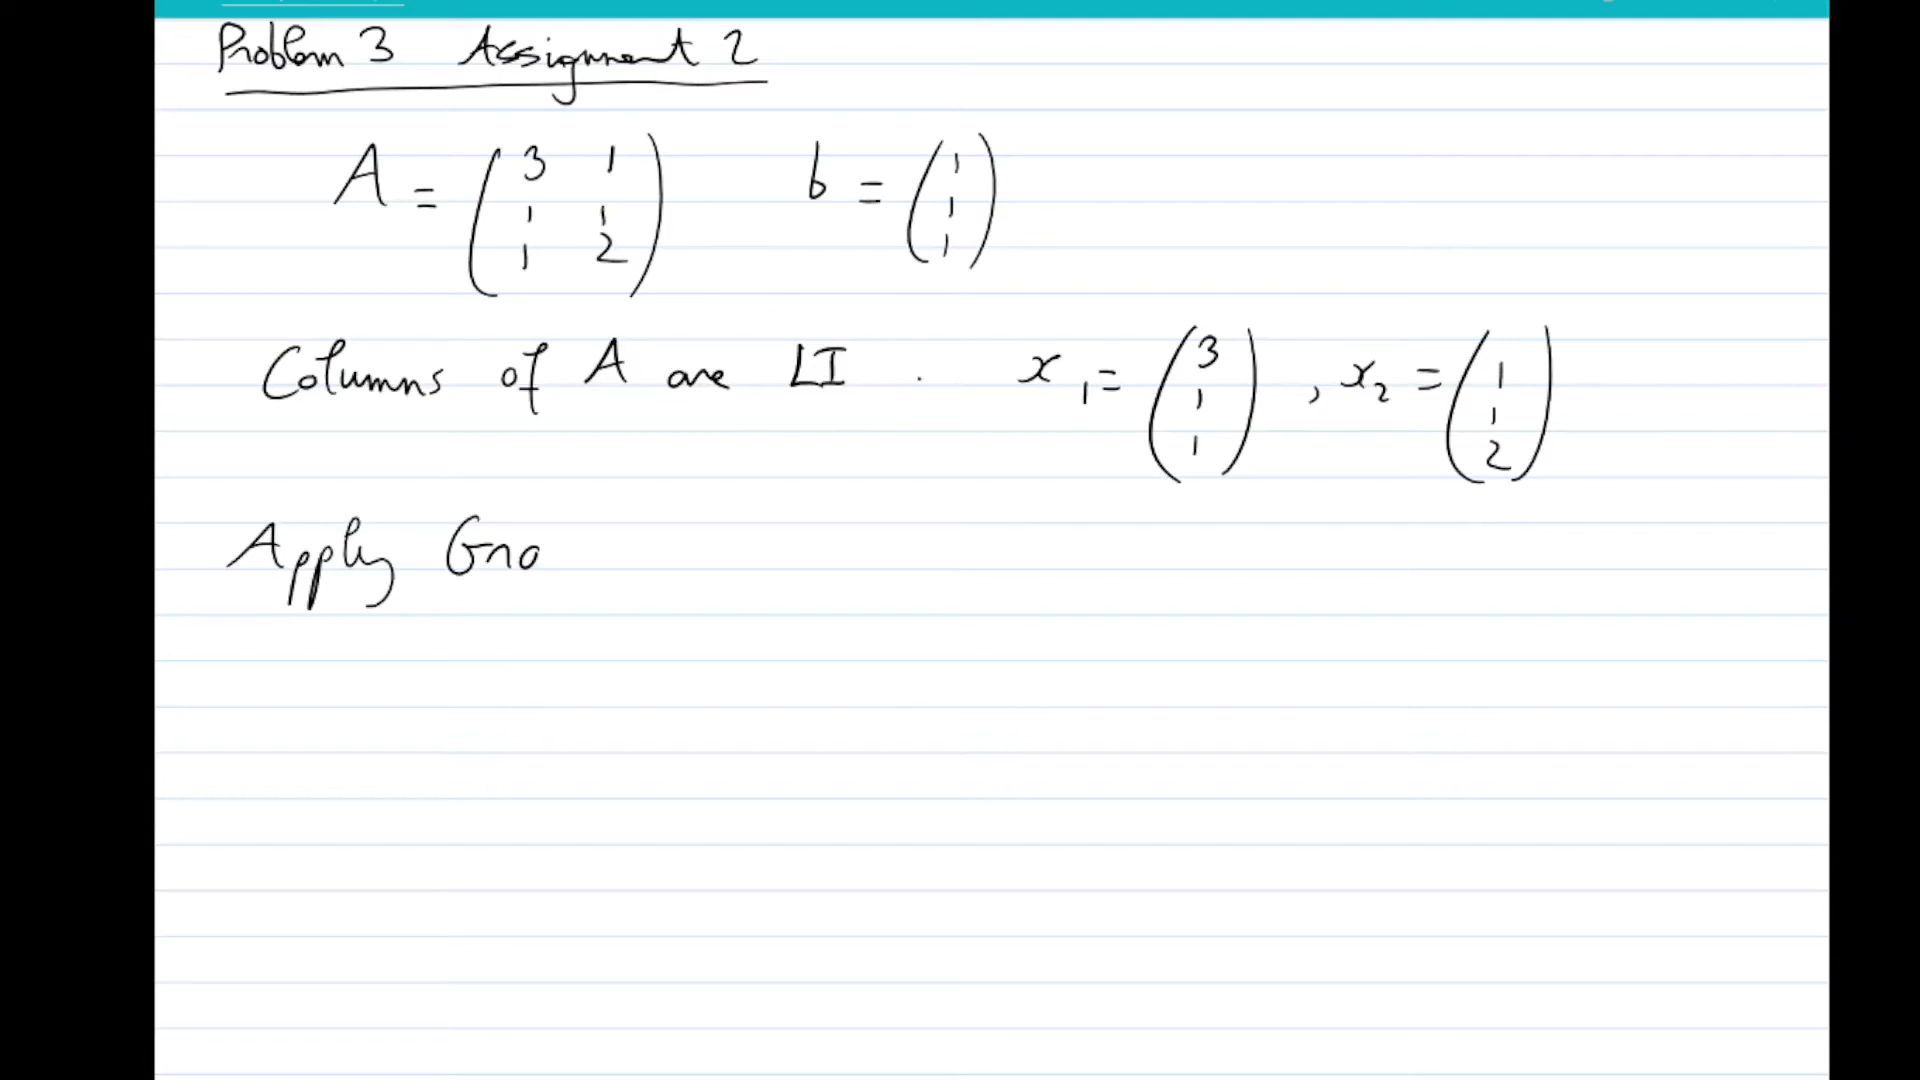 Problem 3 Assignment 2
A = (3 1 1 1 1 2) b = (1 1 1)
Columns of A are LI . x1 = (3 1 1) , x2 = (1 1 2)
Apply Gra